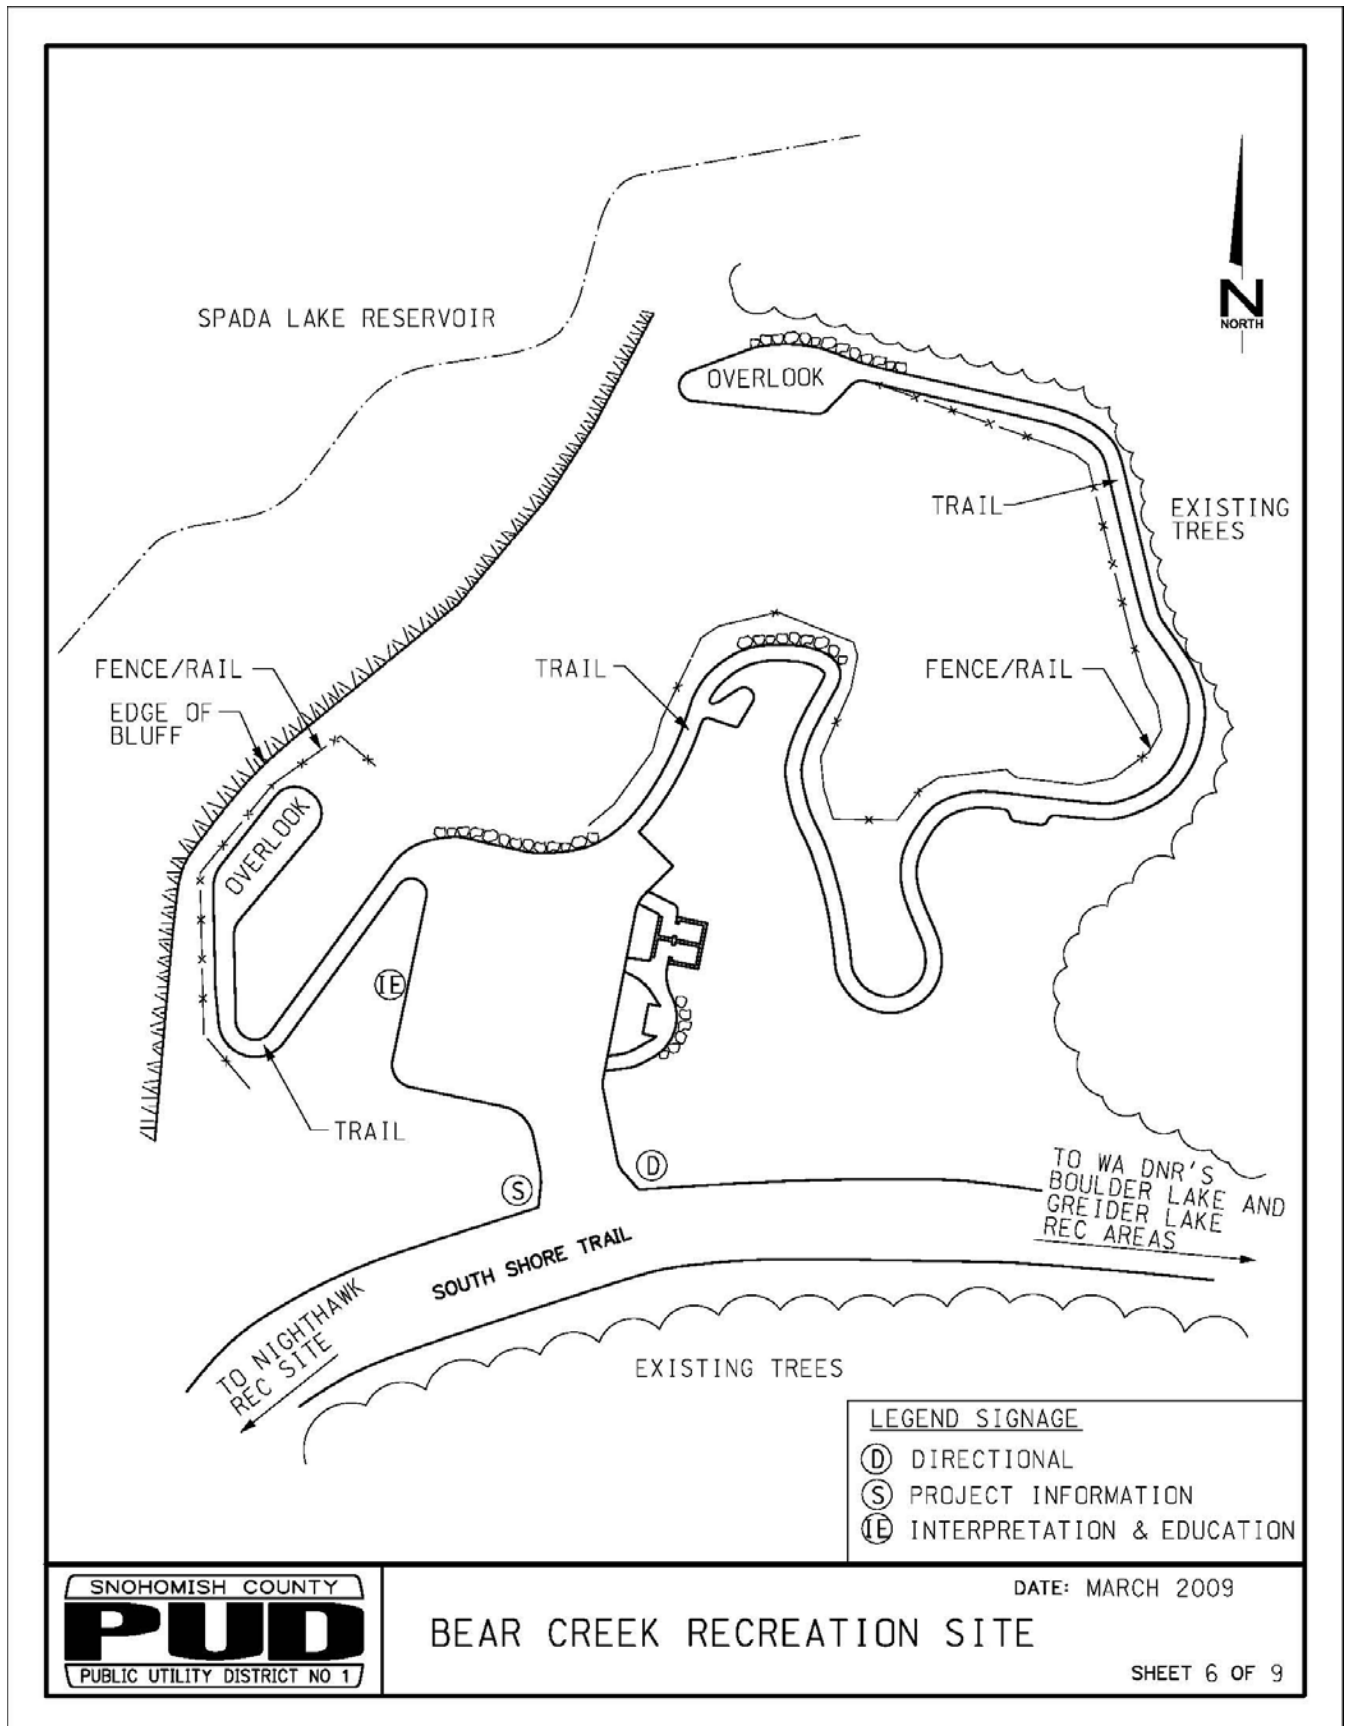 SPADA LAKE RESERVOIR
N
NORTH
OVERLOOK
TRAIL
EXISTING
TREES
FENCE/RAIL
TRAIL
FENCE/RAIL
EDGE OF
BLUFF
OVERLOOK
IE
TRAIL
S
D
TO WA DNR'S
BOULDER LAKE AND
GREIDER LAKE
REC AREAS
SOUTH SHORE TRAIL
TO NIGHTHAWK
REC SITE
EXISTING TREES
LEGEND SIGNAGE
D DIRECTIONAL
S PROJECT INFORMATION
IE INTERPRETATION & EDUCATION
SNOHOMISH COUNTY
PUD
PUBLIC UTILITY DISTRICT NO 1
DATE: MARCH 2009
BEAR CREEK RECREATION SITE
SHEET 6 OF 9